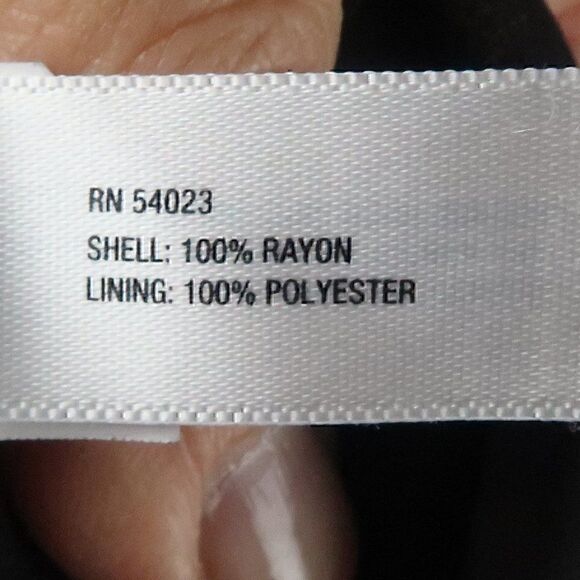 RN 54023
SHELL: 100% RAYON
LINING: 100% POLYESTER